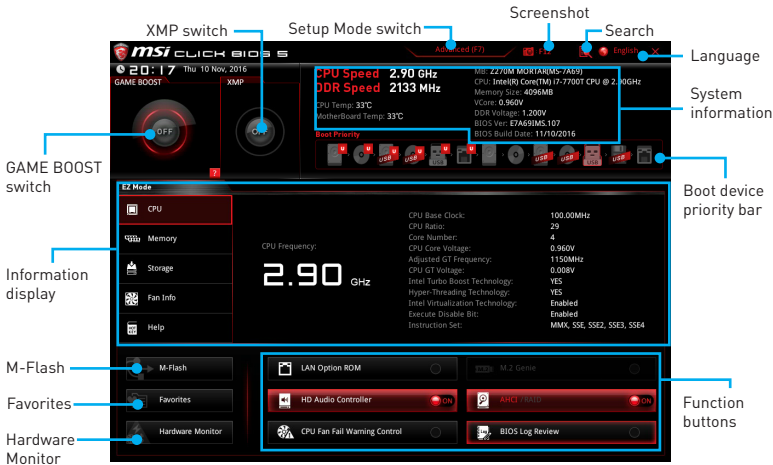 XMP switch
Setup Mode switch
Screenshot
Search
Language
System
information
Boot device
priority bar
GAME BOOST
switch
Information
display
M-Flash
Favorites
Hardware
Monitor
Function
buttons
msi CLICK BIOS 5
Advanced (F7)
F12
English
X
20:17 Thu 10 Nov, 2016
GAME BOOST
XMP
OFF
OFF
?
CPU Speed 2.90 GHz
DDR Speed 2133 MHz
CPU Temp: 33°C
MotherBoard Temp: 33°C
MB: Z270M MORTAR(MS-7A69)
CPU: Intel(R) Core(TM) i7-7700T CPU @ 2.90GHz
Memory Size: 4096MB
VCore: 0.960V
DDR Voltage: 1.200V
BIOS Ver: E7A69IMS.107
BIOS Build Date: 11/10/2016
Boot Priority
U U U U U U
USB USB USB USB USB USB USB
EZ Mode
CPU
Memory
Storage
Fan Info
Help
CPU Frequency:
2.90 GHz
CPU Base Clock: 100.00MHz
CPU Ratio: 29
Core Number: 4
CPU Core Voltage: 0.960V
Adjusted GT Frequency: 1150MHz
CPU GT Voltage: 0.008V
Intel Turbo Boost Technology: YES
Hyper-Threading Technology: YES
Intel Virtualization Technology: Enabled
Execute Disable Bit: Enabled
Instruction Set: MMX, SSE, SSE2, SSE3, SSE4
M-Flash
Favorites
Hardware Monitor
LAN Option ROM
M.2 Genie
HD Audio Controller ON
AHCI /RAID ON
CPU Fan Fail Warning Control
BIOS Log Review